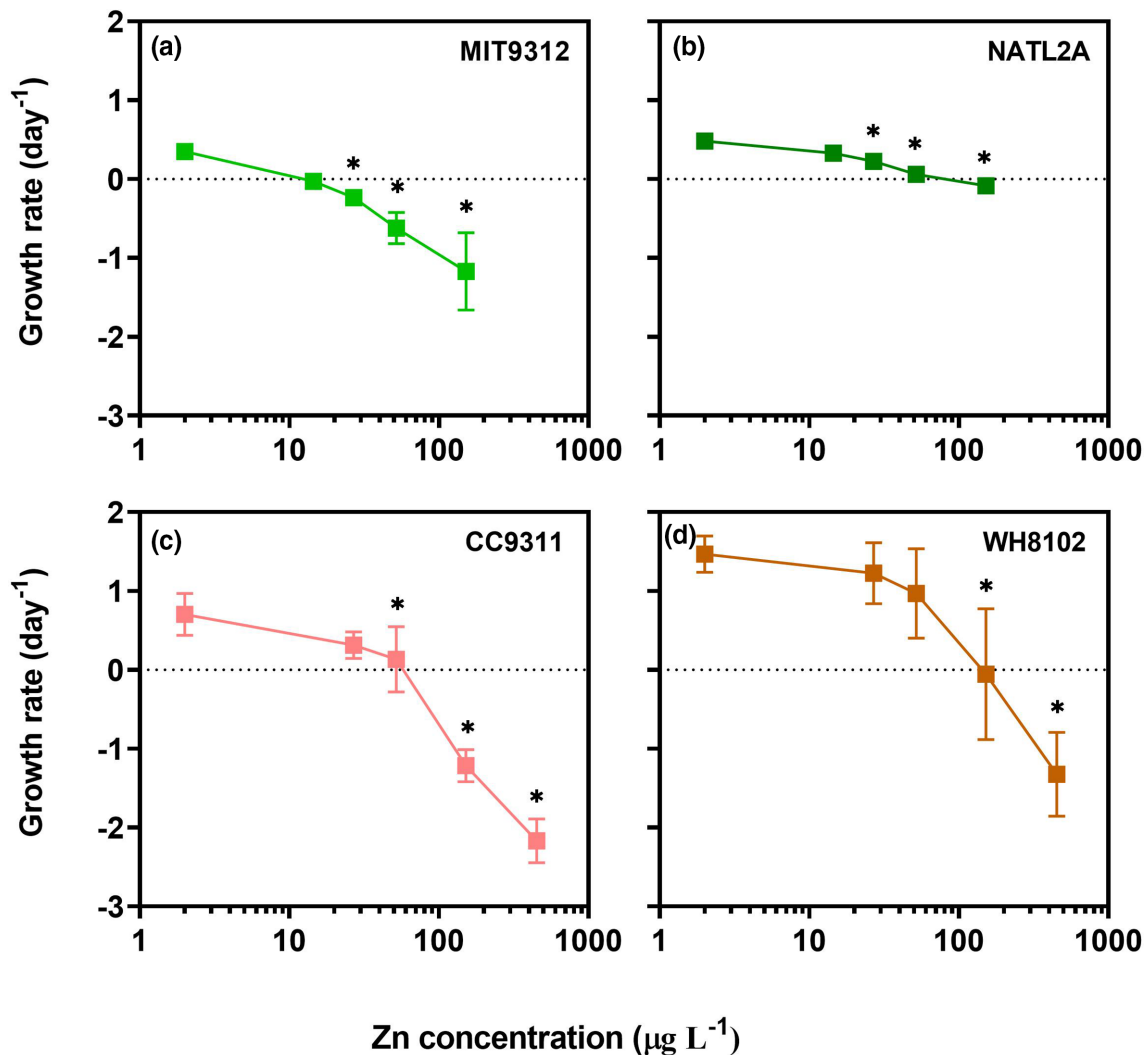 (a) MIT9312
(b) NATL2A
2
1
0
-1
-2
-3
Growth rate (day⁻¹)
* * *
* * *
1 10 100 1000
1 10 100 1000
(c) CC9311
(d) WH8102
2
1
0
-1
-2
-3
Growth rate (day⁻¹)
* * *
* *
1 10 100 1000
1 10 100 1000
Zn concentration (μg L⁻¹)